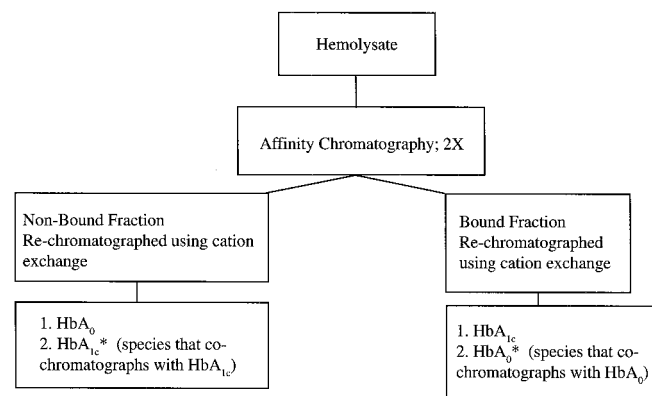 Hemolysate
Affinity Chromatography; 2X
Non-Bound Fraction
Re-chromatographed using cation
exchange
Bound Fraction
Re-chromatographed
using cation exchange
1. HbA₀
2. HbA₁c* (species that co-
chromatographs with HbA₁c)
1. HbA₁c
2. HbA₀* (species that co-
chromatographs with HbA₀)